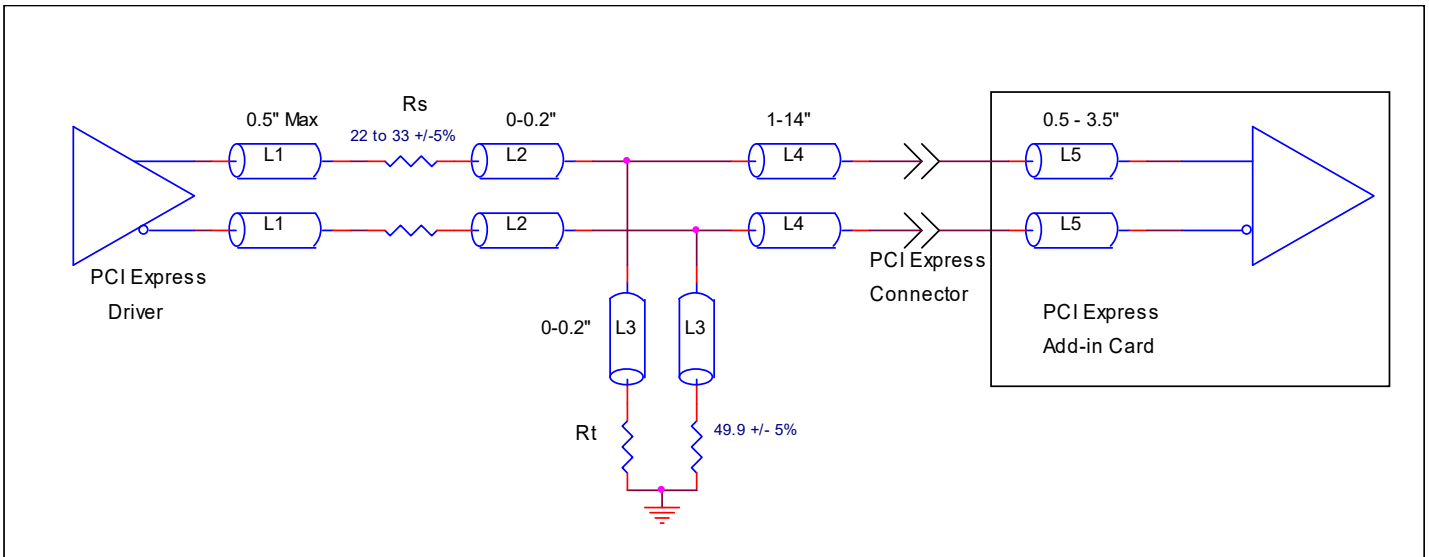 Rs
0.5" Max
22 to 33 +/-5%
0-0.2"
1-14"
0.5 - 3.5"
L1
L2
L4
L5
L1
L2
L4
L5
PCI Express
Driver
PCI Express
Connector
0-0.2"
L3
L3
PCI Express
Add-in Card
Rt
49.9 +/- 5%